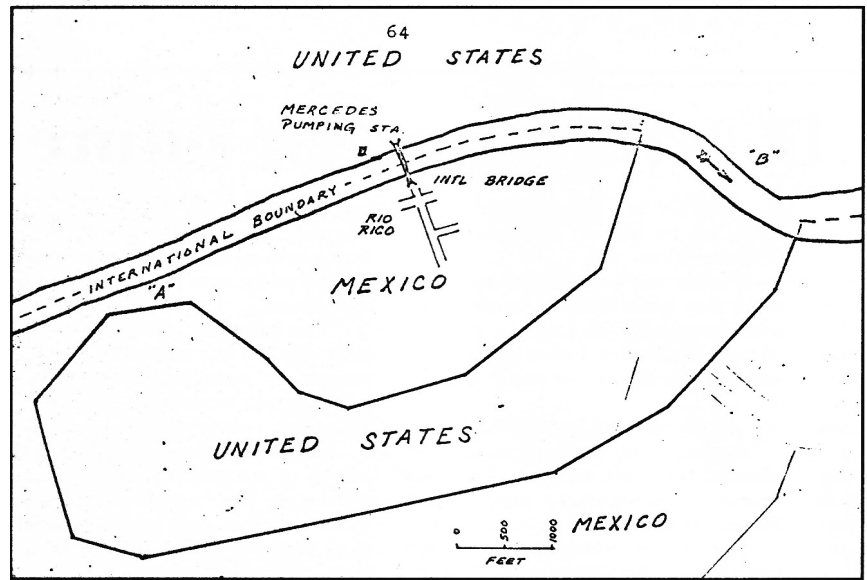 64
UNITED STATES
MERCEDES
PUMPING STA.
"B"
INTL BRIDGE
INTERNATIONAL BOUNDARY
RIO
RICO
"A"
MEXICO
UNITED STATES
0 500 1000
FEET
MEXICO